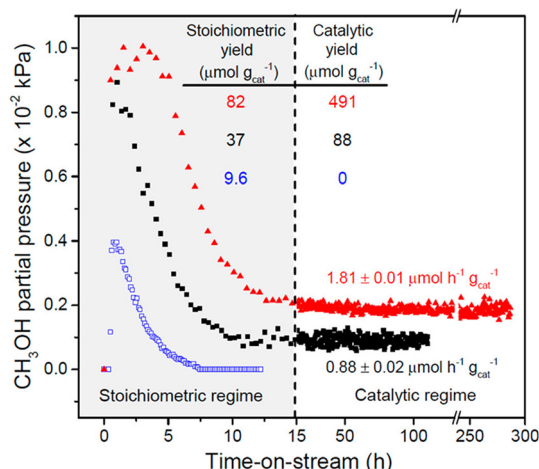 Stoichiometric Catalytic
yield yield
(μmol gcat⁻¹) (μmol gcat⁻¹)
82 491
37 88
9.6 0
1.81 ± 0.01 μmol h⁻¹ gcat⁻¹
0.88 ± 0.02 μmol h⁻¹ gcat⁻¹
Stoichiometric regime Catalytic regime
CH₃OH partial pressure (x 10⁻² kPa)
1.0
0.8
0.6
0.4
0.2
0.0
0 5 10 15 50 100 250 300
Time-on-stream (h)